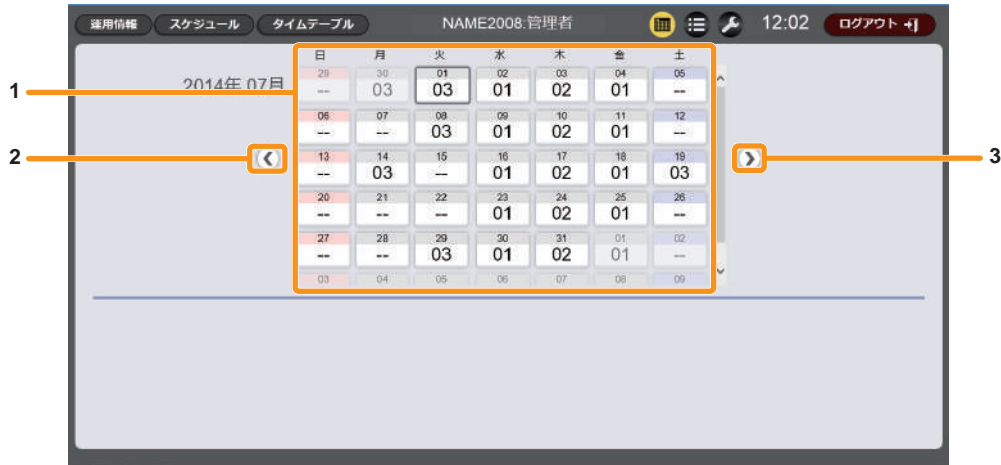 運用情報 スケジュール タイムテーブル NAME2008:管理者 12:02 ログアウト
日 月 火 水 木 金 土
2014年 07月
29 30 01 02 03 04 05
-- 03 03 01 02 01 --
06 07 08 09 10 11 12
-- -- 03 01 02 01 --
13 14 15 16 17 18 19
-- 03 -- 01 02 01 03
20 21 22 23 24 25 26
-- -- -- 01 02 01 --
27 28 29 30 31 01 02
-- -- 03 01 02 01 --
03 04 05 06 07 08 09
1
2
3